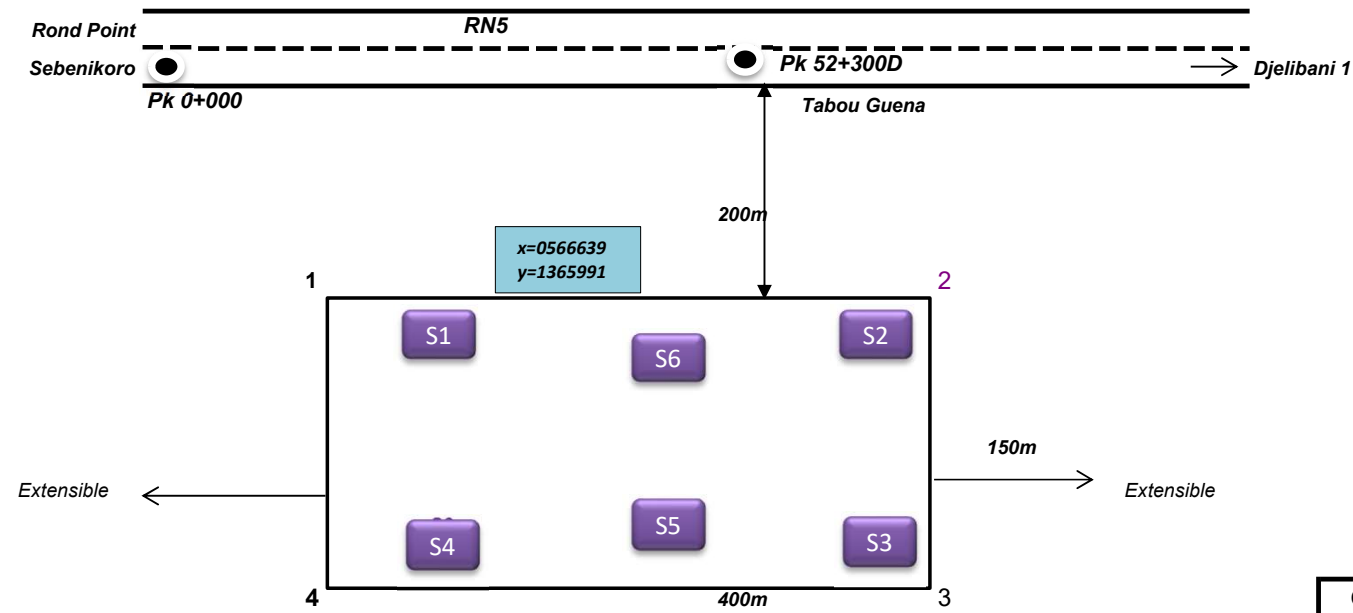 RN5
Rond Point
Sebenikoro
Pk 52+300D
Djelibani 1
Pk 0+000
Tabou Guena
200m
x=0566639
y=1365991
1
2
S1
S6
S2
150m
Extensible
Extensible
S4
S5
S3
4
400m
3